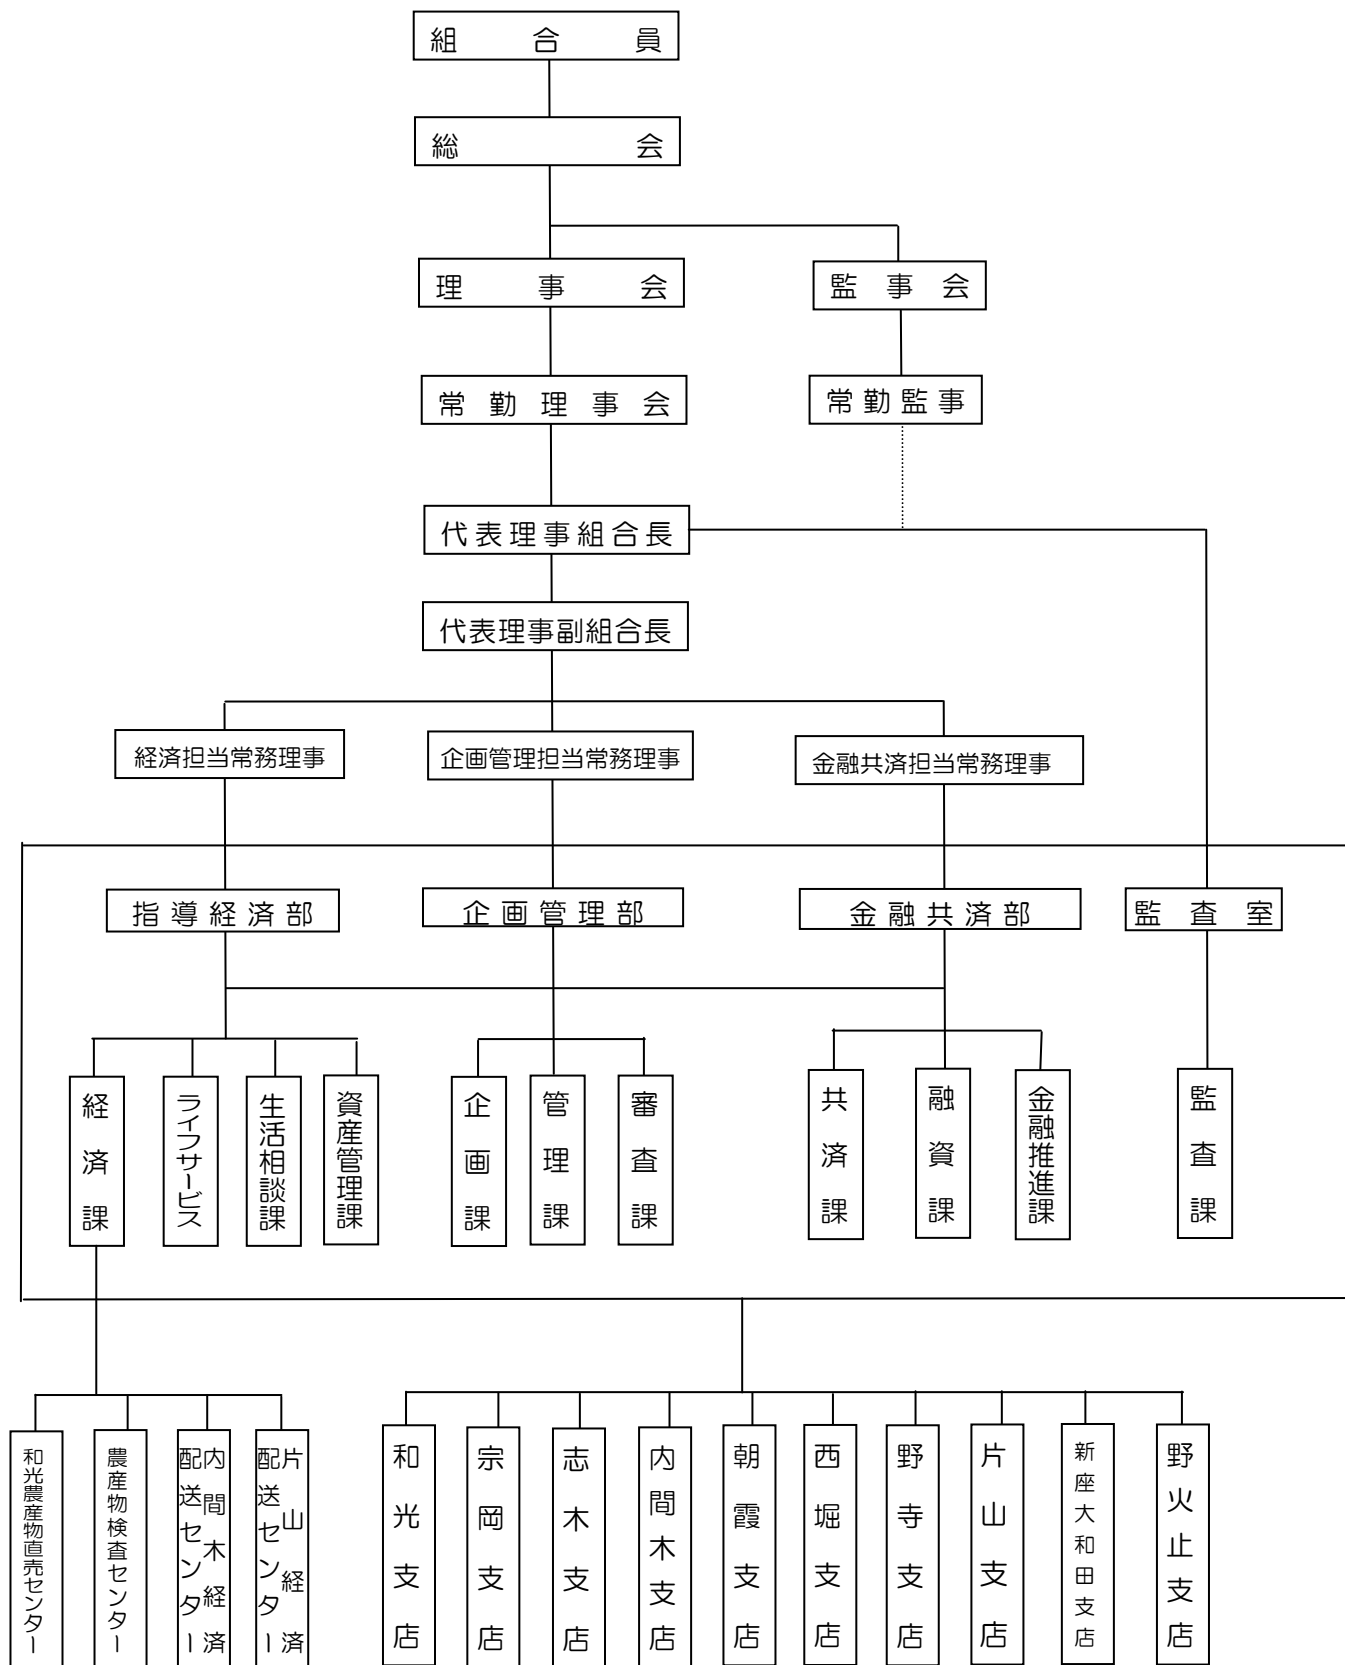 組合員
総会
理事会
監事会
常勤理事会
常勤監事
代表理事組合長
代表理事副組合長
経済担当常務理事
企画管理担当常務理事
金融共済担当常務理事
指導経済部
企画管理部
金融共済部
監査室
経済課
ライフサービス
生活相談課
資産管理課
企画課
管理課
審査課
共済課
融資課
金融推進課
監査課
和光農産物直売センター
農産物検査センター
内間木経済
配送センター
片山経済
配送センター
和光支店
宗岡支店
志木支店
内間木支店
朝霞支店
西堀支店
野寺支店
片山支店
新座大和田支店
野火止支店